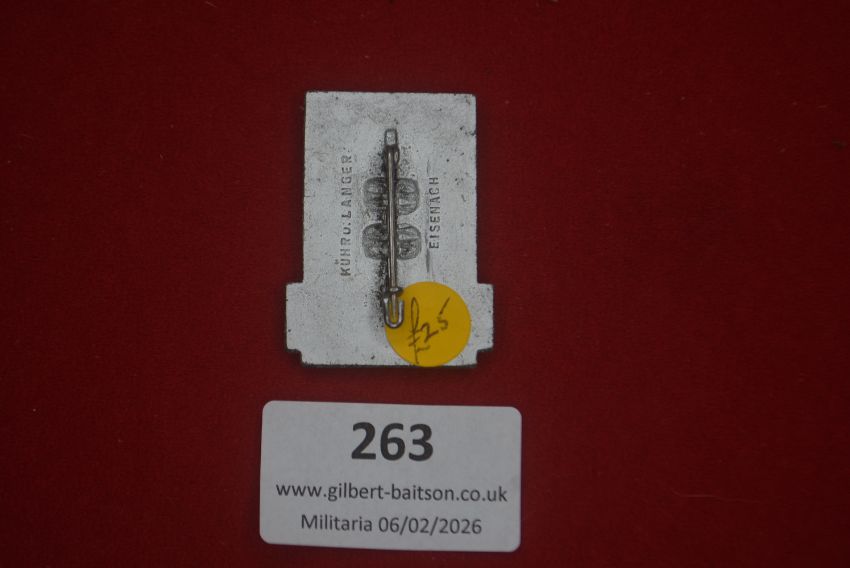 KÜHR U. LANGER
EISENACH
£25
263
www.gilbert-baitson.co.uk
Militaria 06/02/2026